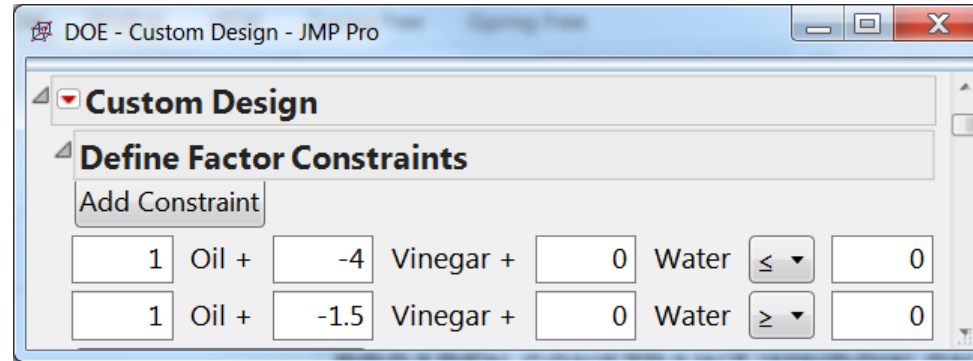 DOE - Custom Design - JMP Pro
Custom Design
Define Factor Constraints
Add Constraint
1 Oil + -4 Vinegar + 0 Water ≤ 0
1 Oil + -1.5 Vinegar + 0 Water ≥ 0